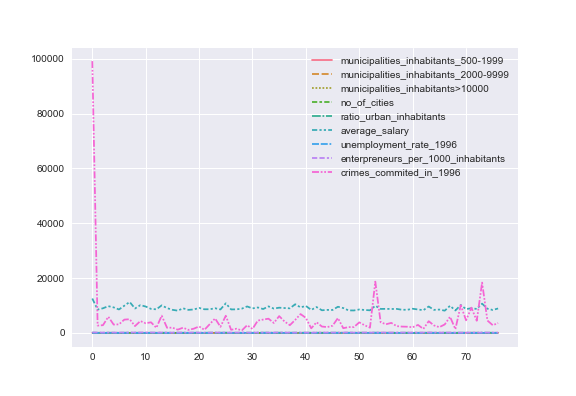 100000
80000
60000
40000
20000
0
municipalities_inhabitants_500-1999
municipalities_inhabitants_2000-9999
municipalities_inhabitants>10000
no_of_cities
ratio_urban_inhabitants
average_salary
unemployment_rate_1996
enterpreneurs_per_1000_inhabitants
crimes_commited_in_1996
0 10 20 30 40 50 60 70